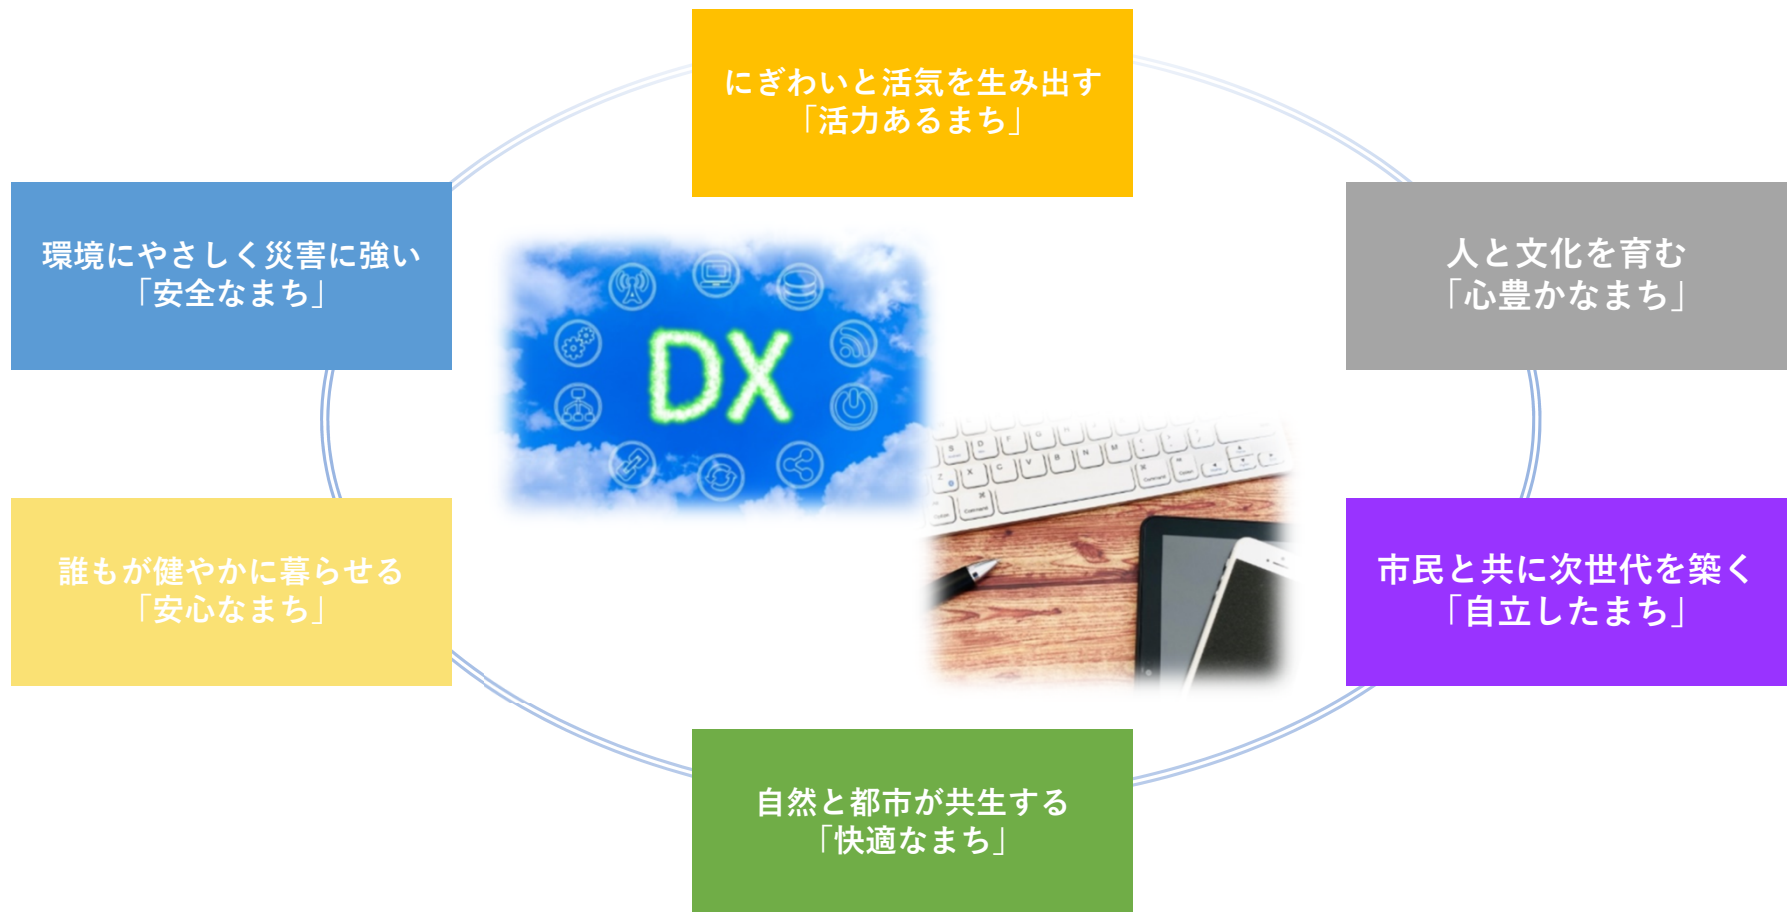 にぎわいと活気を生み出す
「活力あるまち」
環境にやさしく災害に強い
「安全なまち」
人と文化を育む
「心豊かなまち」
DX
誰もが健やかに暮らせる
「安心なまち」
市民と共に次世代を築く
「自立したまち」
自然と都市が共生する
「快適なまち」